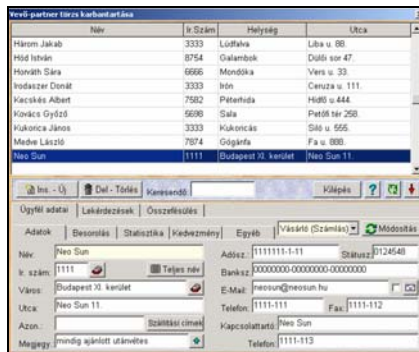 Vevő-partner törzs karbantartása
Név Ir.Szám Helység Utca
Három Jakab 3333 Lúdfalva Liba u. 88.
Hód István 8754 Galambok Dűlői sor 47.
Horváth Sára 6666 Mondóka Vers u. 33.
Irodaszer Donát 3333 Irón Ceruza u. 111.
Kecskés Albert 7582 Péterhida Hídfő u.444.
Kovács Győző 5698 Sala Petőfi tér 258.
Kukorica János 3333 Kukoncás Siló u. 555.
Medve László 7874 Gógánfa Fa u. 888.
Neo Sun 1111 Budapest XI. kerület Neo Sun 11.
Ins. - Új Del - Törlés Keresendő: Kilépés ?
Ügyfél adatai Lekérdezések Összefésülés
Adatok Besorolás Statisztika Kedvezmény Egyéb Vásárló (Számlás) Módosítás
Név: Neo Sun Adósz.: 1111111-1-11 Státusz: 0124548
Ir. szám: 1111 Teljes név Banksz. 00000000-00000000-00000000
Város: Budapest XI. kerület E-Mail: neosun@neosun.hu
Utca: Neo Sun 11. Telefon: 1111-111 Fax: 1111-112
Azon.: Szállítási címek Kapcsolattartó: Neo Sun
Megjegy.: mindig ajánlott utánvétes Telefon: 1111-113